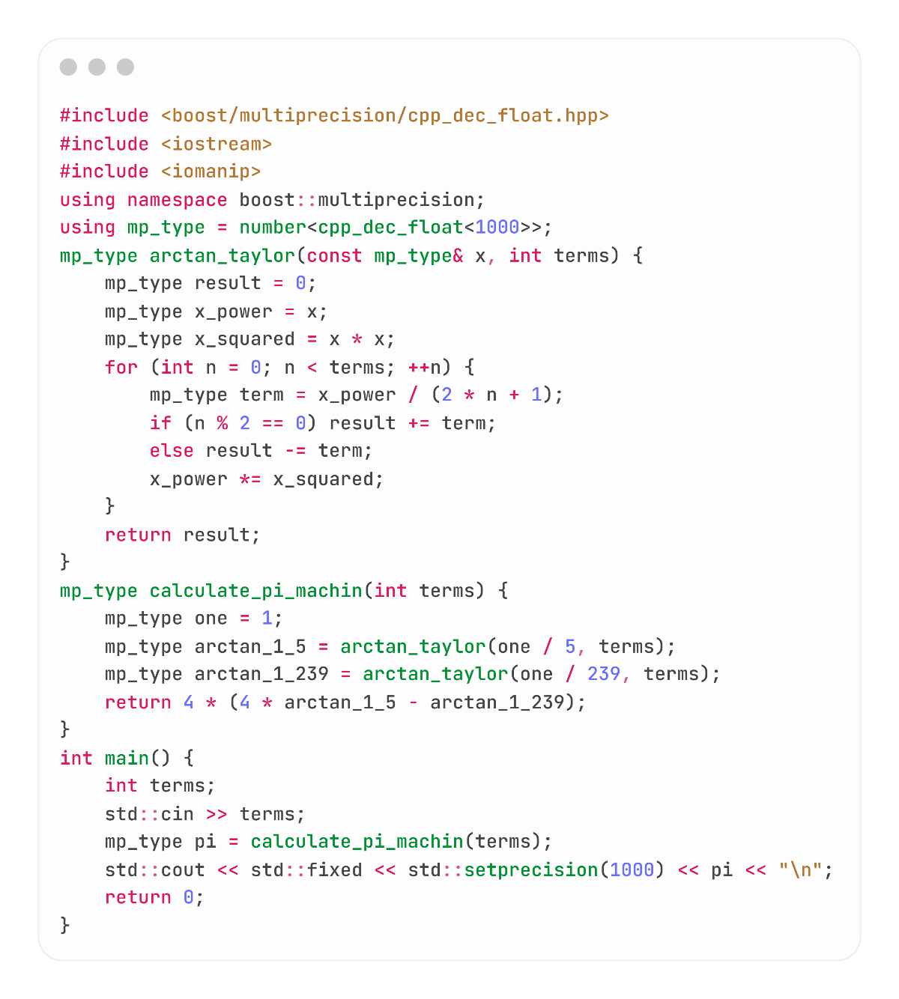 #include <boost/multiprecision/cpp_dec_float.hpp>
#include <iostream>
#include <iomanip>
using namespace boost::multiprecision;
using mp_type = number<cpp_dec_float<1000>>;
mp_type arctan_taylor(const mp_type& x, int terms) {
    mp_type result = 0;
    mp_type x_power = x;
    mp_type x_squared = x * x;
    for (int n = 0; n < terms; ++n) {
        mp_type term = x_power / (2 * n + 1);
        if (n % 2 == 0) result += term;
        else result -= term;
        x_power *= x_squared;
    }
    return result;
}
mp_type calculate_pi_machin(int terms) {
    mp_type one = 1;
    mp_type arctan_1_5 = arctan_taylor(one / 5, terms);
    mp_type arctan_1_239 = arctan_taylor(one / 239, terms);
    return 4 * (4 * arctan_1_5 - arctan_1_239);
}
int main() {
    int terms;
    std::cin >> terms;
    mp_type pi = calculate_pi_machin(terms);
    std::cout << std::fixed << std::setprecision(1000) << pi << "\n";
    return 0;
}